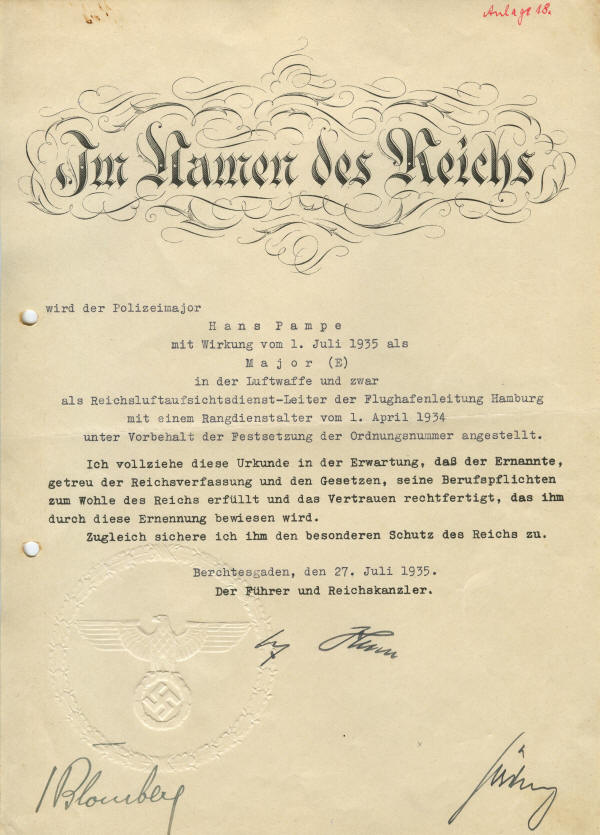 Anlage 18.
Im Namen des Reichs
wird der Polizeimajor
Hans Pampe
mit Wirkung vom 1. Juli 1935 als
Major (E)
in der Luftwaffe und zwar
als Reichsluftaufsichtsdienst-Leiter der Flughafenleitung Hamburg
mit einem Rangdienstalter vom 1. April 1934
unter Vorbehalt der Festsetzung der Ordnungsnummer angestellt.
Ich vollziehe diese Urkunde in der Erwartung, daß der Ernannte,
getreu der Reichsverfassung und den Gesetzen, seine Berufspflichten
zum Wohle des Reichs erfüllt und das Vertrauen rechtfertigt, das ihm
durch diese Ernennung bewiesen wird.
Zugleich sichere ich ihm den besonderen Schutz des Reichs zu.
Berchtesgaden, den 27. Juli 1935.
Der Führer und Reichskanzler.
Blomberg